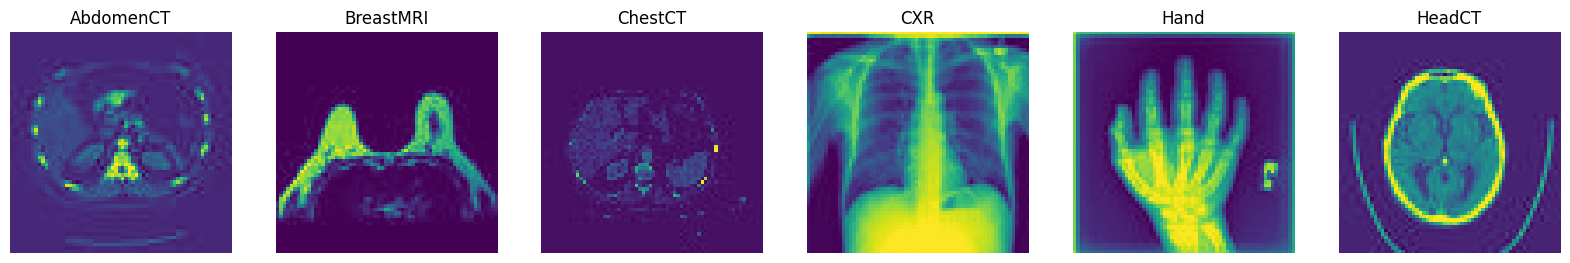 AbdomenCT
BreastMRI
ChestCT
CXR
Hand
HeadCT